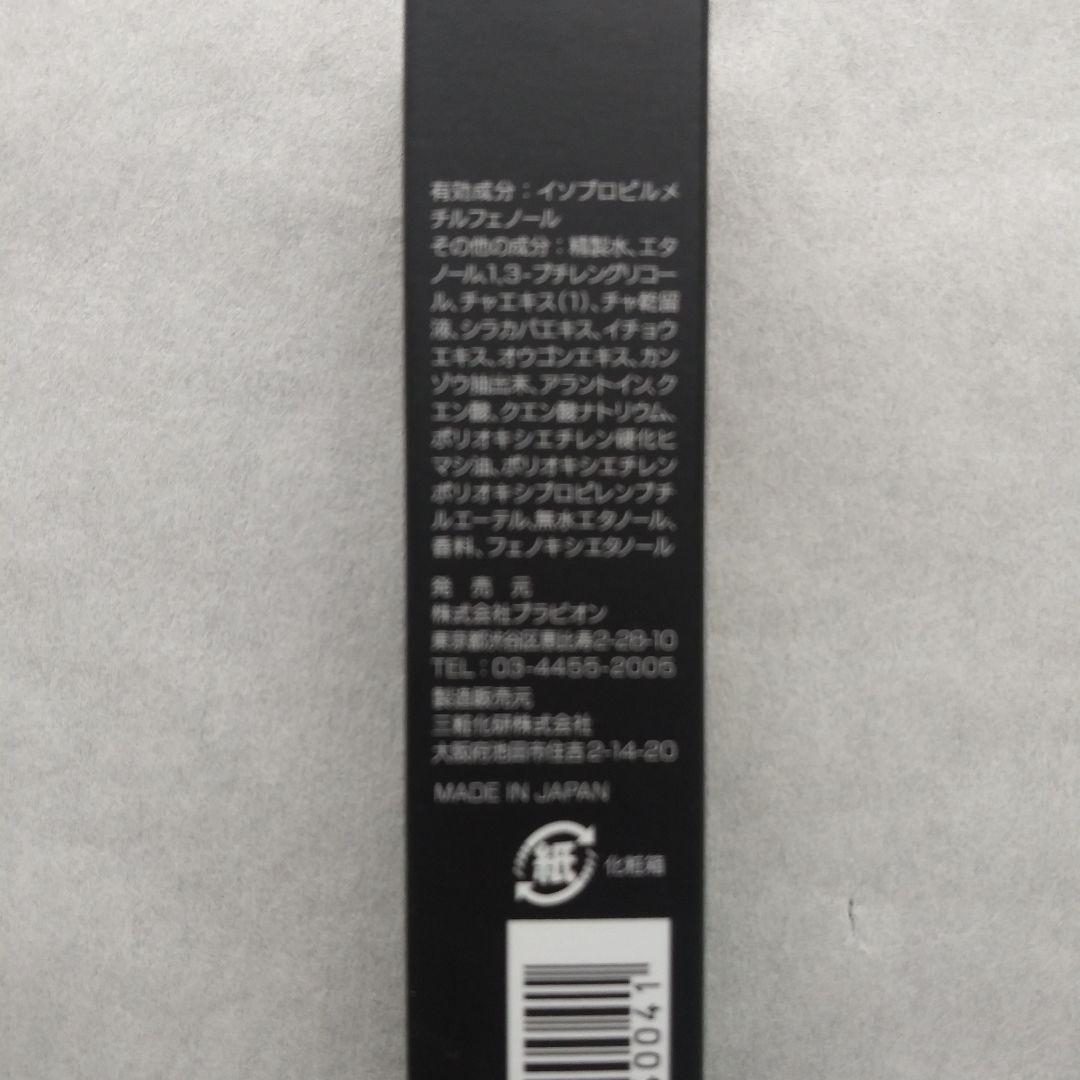 有効成分：イソプロピルメ
チルフェノール
その他の成分：精製水、エタ
ノール、1,3-ブチレングリコー
ル、チャエキス(1)、チャ乾留
液、シラカバエキス、イチョウ
エキス、オウゴンエキス、カン
ゾウ抽出末、アラントイン、ク
エン酸、クエン酸ナトリウム、
ポリオキシエチレン硬化ヒ
マシ油、ポリオキシエチレン
ポリオキシプロピレンブチ
ルエーテル、無水エタノール、
香料、フェノキシエタノール
発 売 元
株式会社プラビオン
東京都渋谷区恵比寿2-28-10
TEL：03-4455-2005
製造販売元
三粧化研株式会社
大阪府池田市住吉2-14-20
MADE IN JAPAN
紙 化粧箱
0041